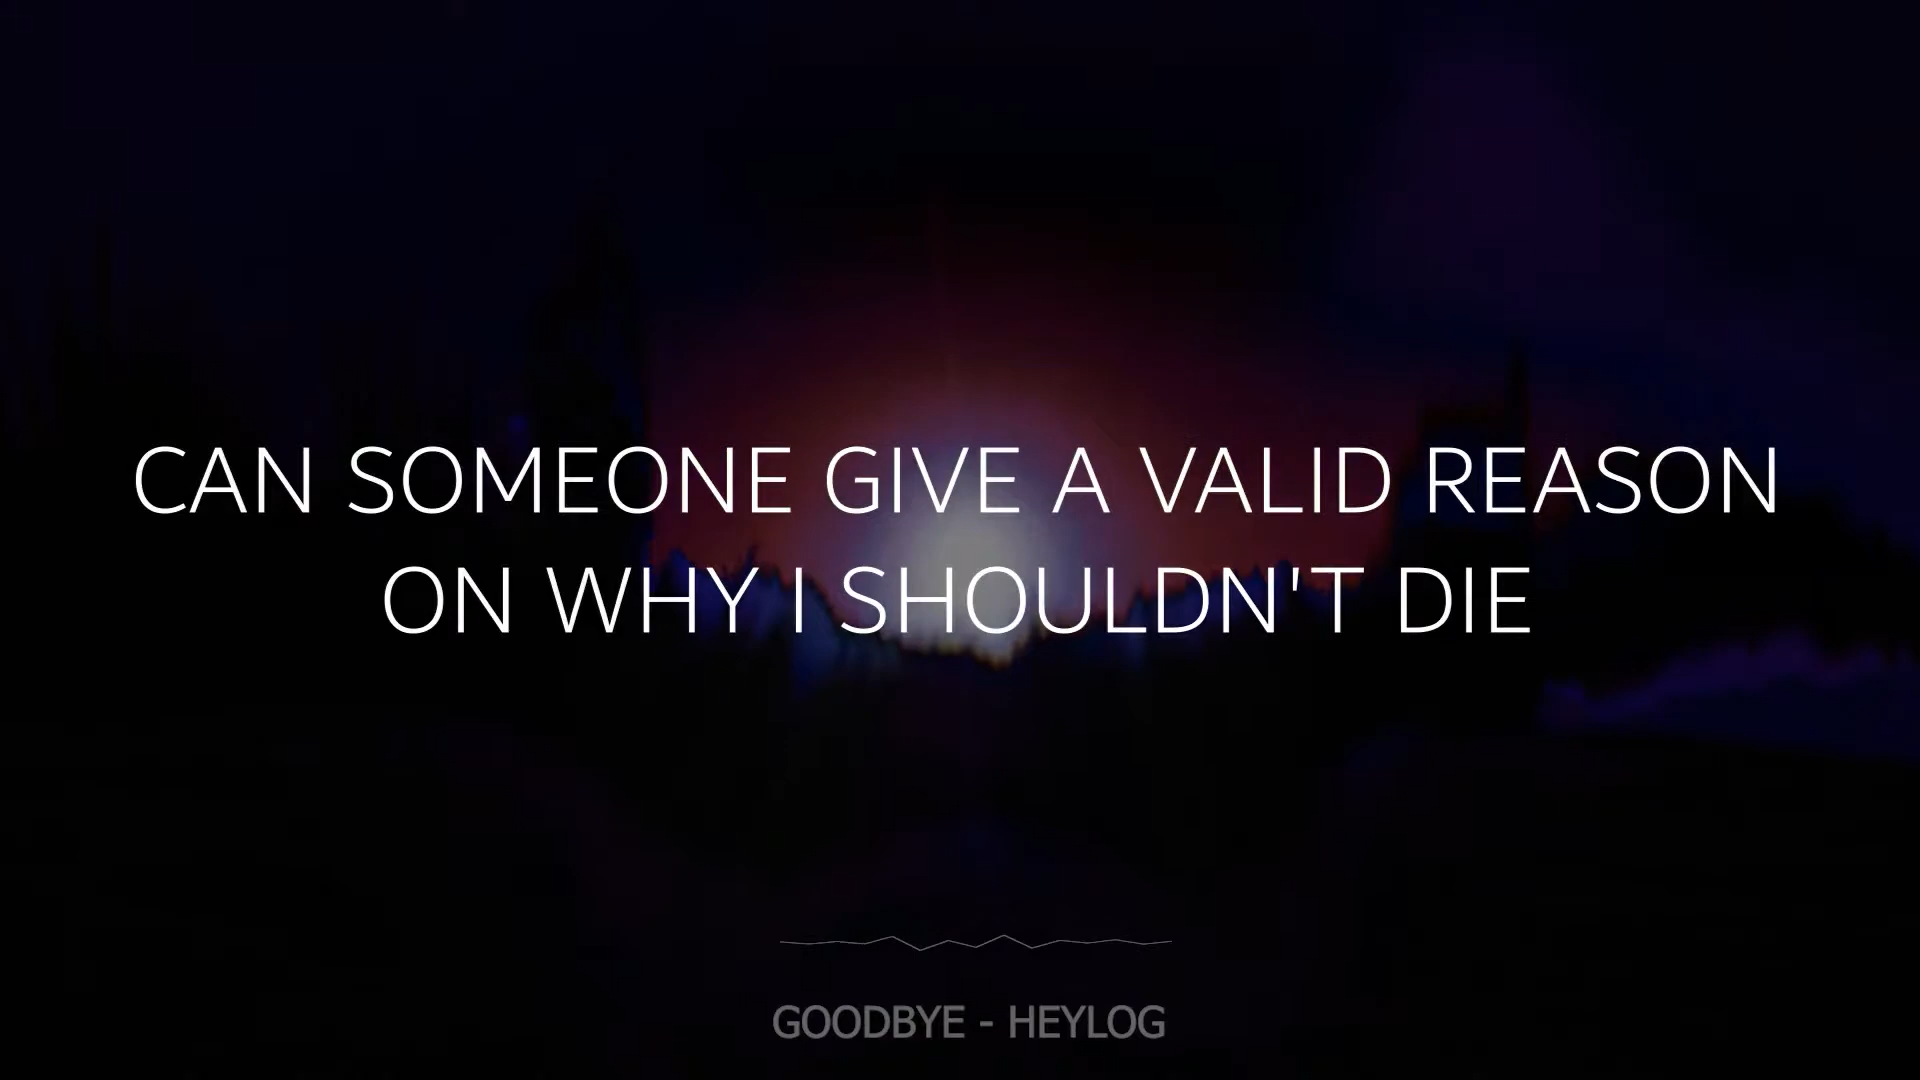 CAN SOMEONE GIVE A VALID REASON
ON WHY I SHOULDN'T DIE
GOODBYE - HEYLOG